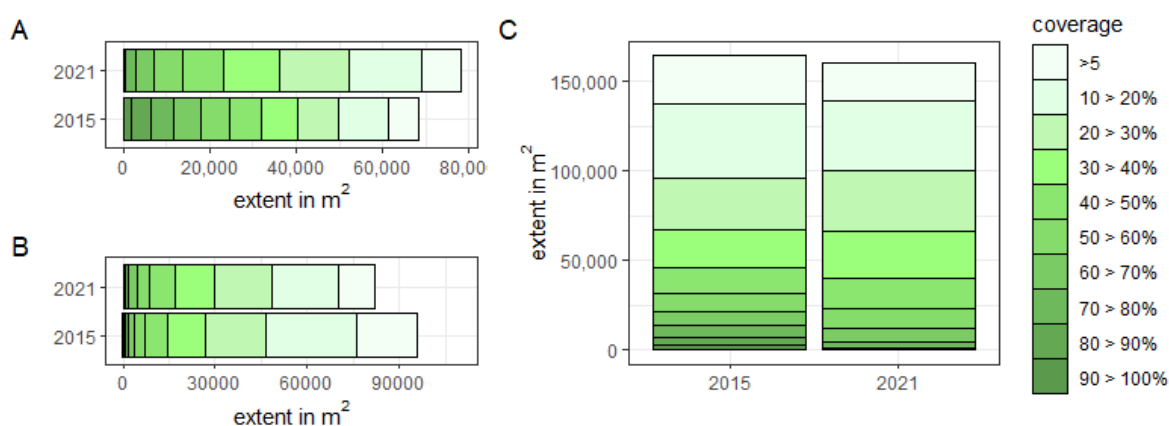 A
2021
2015
0
20,000
40,000
60,000
80,00
extent in m²
B
2021
2015
0
30000
60000
90000
extent in m²
C
150,000
100,000
50,000
0
extent in m²
2015
2021
coverage
>5
10 > 20%
20 > 30%
30 > 40%
40 > 50%
50 > 60%
60 > 70%
70 > 80%
80 > 90%
90 > 100%